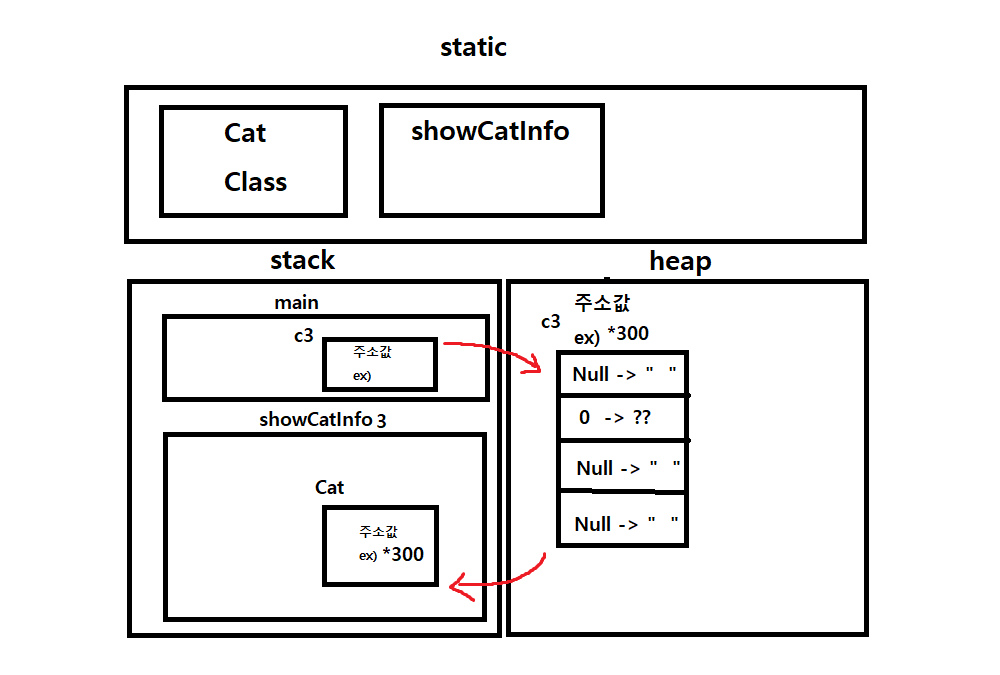 static
Cat
Class
showCatInfo
stack
main
c3
주소값
ex)
showCatInfo 3
Cat
주소값
ex) *300
heap
주소값
c3
ex) *300
Null -> " "
0 -> ??
Null -> " "
Null -> " "